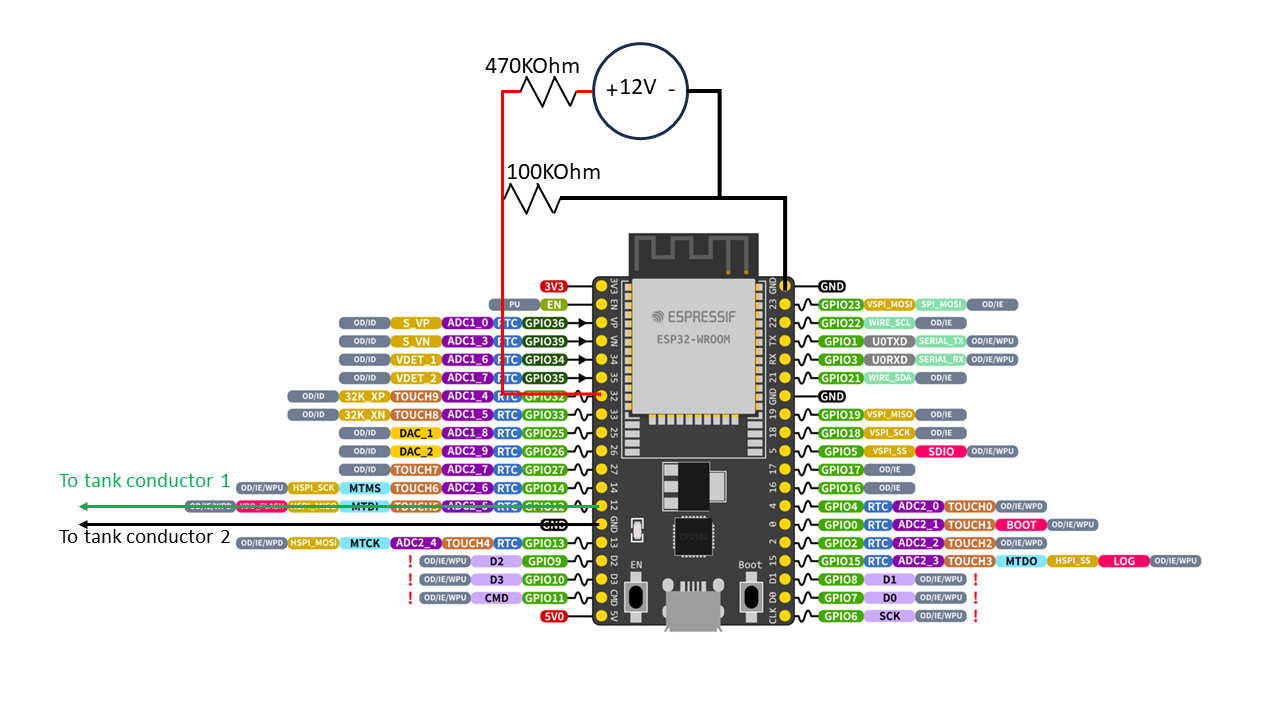 470KOhm
+12V -
100KOhm
3V3 3V3 GND GND
PU EN EN 23 GPIO23 VSPI_MOSI SPI_MOSI OD/IE
OD/ID S_VP ADC1_0 RTC GPIO36 VP 22 GPIO22 WIRE_SCL OD/IE
ESPRESSIF
OD/ID S_VN ADC1_3 RTC GPIO39 VN ESP32-WROOM TX GPIO1 U0TXD SERIAL_TX OD/IE/WPU
OD/ID VDET_1 ADC1_6 RTC GPIO34 34 RX GPIO3 U0RXD SERIAL_RX OD/IE/WPU
OD/ID VDET_2 ADC1_7 RTC GPIO35 35 21 GPIO21 WIRE_SDA OD/IE
OD/ID 32K_XP TOUCH9 ADC1_4 RTC GPIO32 32 GND GND
OD/ID 32K_XN TOUCH8 ADC1_5 RTC GPIO33 33 19 GPIO19 VSPI_MISO OD/IE
OD/ID DAC_1 ADC1_8 RTC GPIO25 25 18 GPIO18 VSPI_SCK OD/IE
OD/ID DAC_2 ADC2_9 RTC GPIO26 26 5 GPIO5 VSPI_SS SDIO OD/IE/WPU
OD/ID TOUCH7 ADC2_7 RTC GPIO27 27 17 GPIO17 OD/IE
To tank conductor 1
OD/IE/WPU HSPI_SCK MTMS TOUCH6 ADC2_6 RTC GPIO14 14 16 GPIO16 OD/IE
OD/IE/WPD VDD_FLASH HSPI_MISO MTDI TOUCH5 ADC2_5 RTC GPIO12 12 4 GPIO4 RTC ADC2_0 TOUCH0 OD/IE/WPD
GND GND 0 GPIO0 RTC ADC2_1 TOUCH1 BOOT OD/IE/WPU
To tank conductor 2
CP2102
OD/IE/WPD HSPI_MOSI MTCK ADC2_4 TOUCH4 RTC GPIO13 13 2 GPIO2 RTC ADC2_2 TOUCH2 OD/IE/WPD
! OD/IE/WPU D2 GPIO9 D2 EN Boot 15 GPIO15 RTC ADC2_3 TOUCH3 MTDO HSPI_SS LOG OD/IE/WPU
! OD/IE/WPU D3 GPIO10 D3 D1 GPIO8 D1 OD/IE/WPU !
! OD/IE/WPU CMD GPIO11 CMD D0 GPIO7 D0 OD/IE/WPU !
5V0 5V CLK GPIO6 SCK OD/IE/WPU !